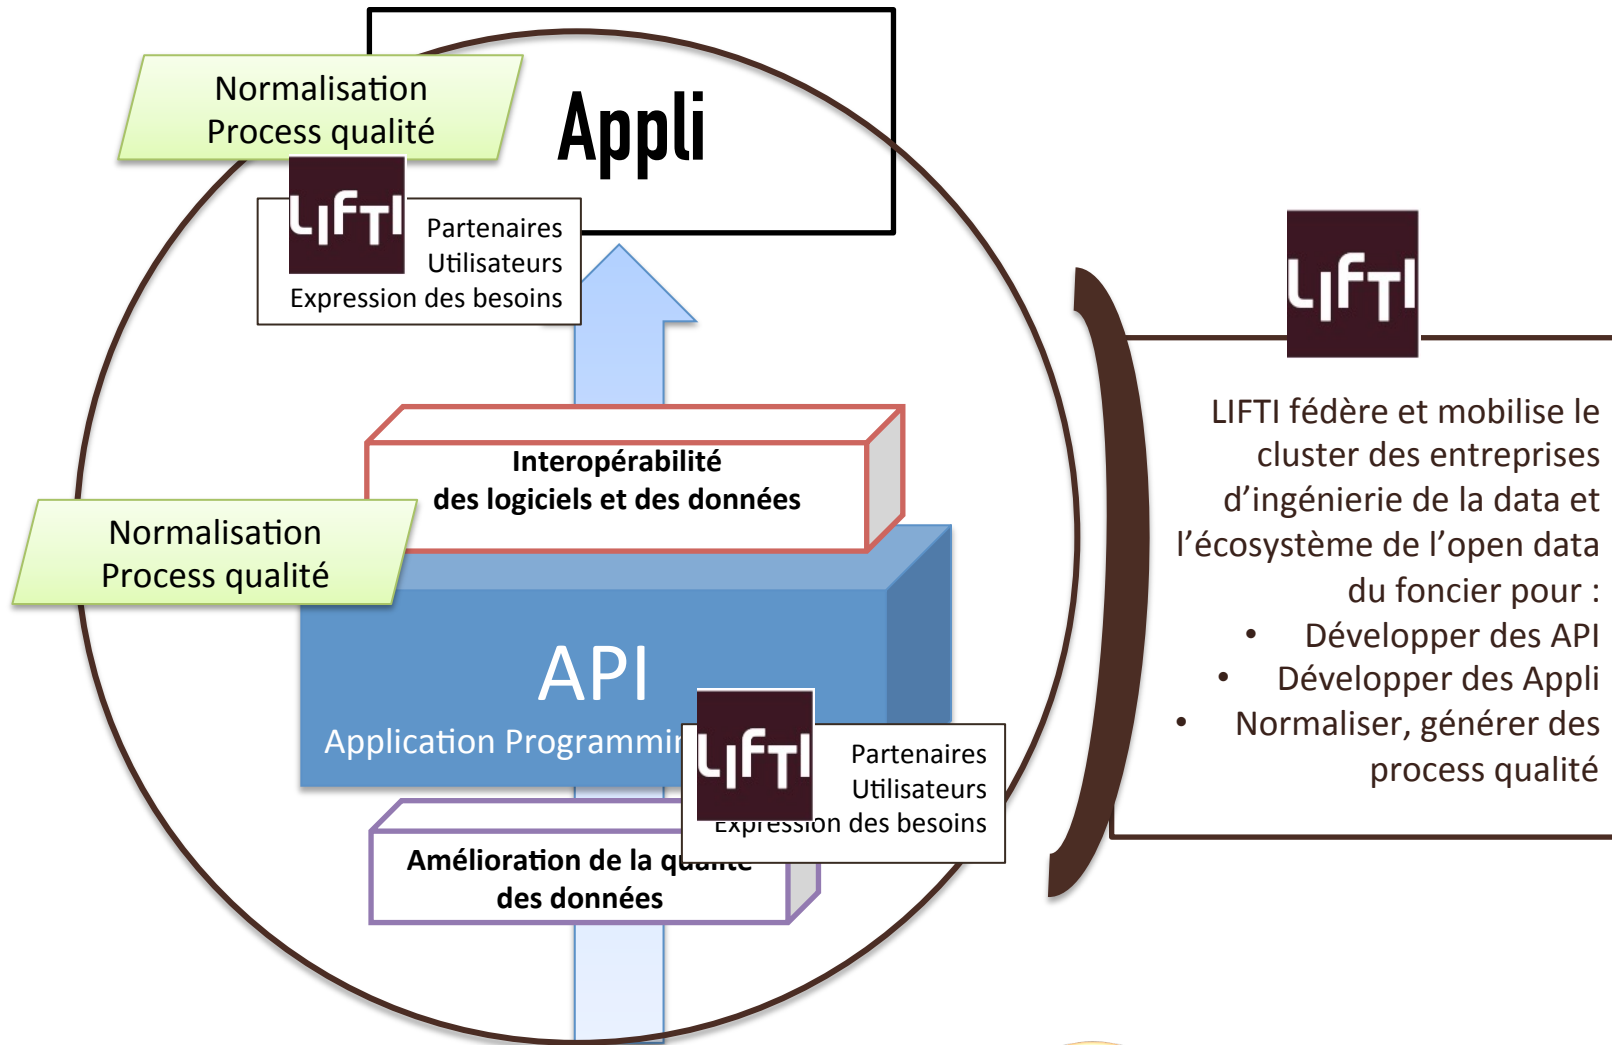 Normalisation
Process qualité
Appli
LIFTI
Partenaires
Utilisateurs
Expression des besoins
Interopérabilité
des logiciels et des données
Normalisation
Process qualité
API
Application Programmin
LIFTI
Partenaires
Utilisateurs
Expression des besoins
Amélioration de la qualité
des données
LIFTI
LIFTI fédère et mobilise le
cluster des entreprises
d’ingénierie de la data et
l’écosystème de l’open data
du foncier pour :
• Développer des API
• Développer des Appli
• Normaliser, générer des
process qualité